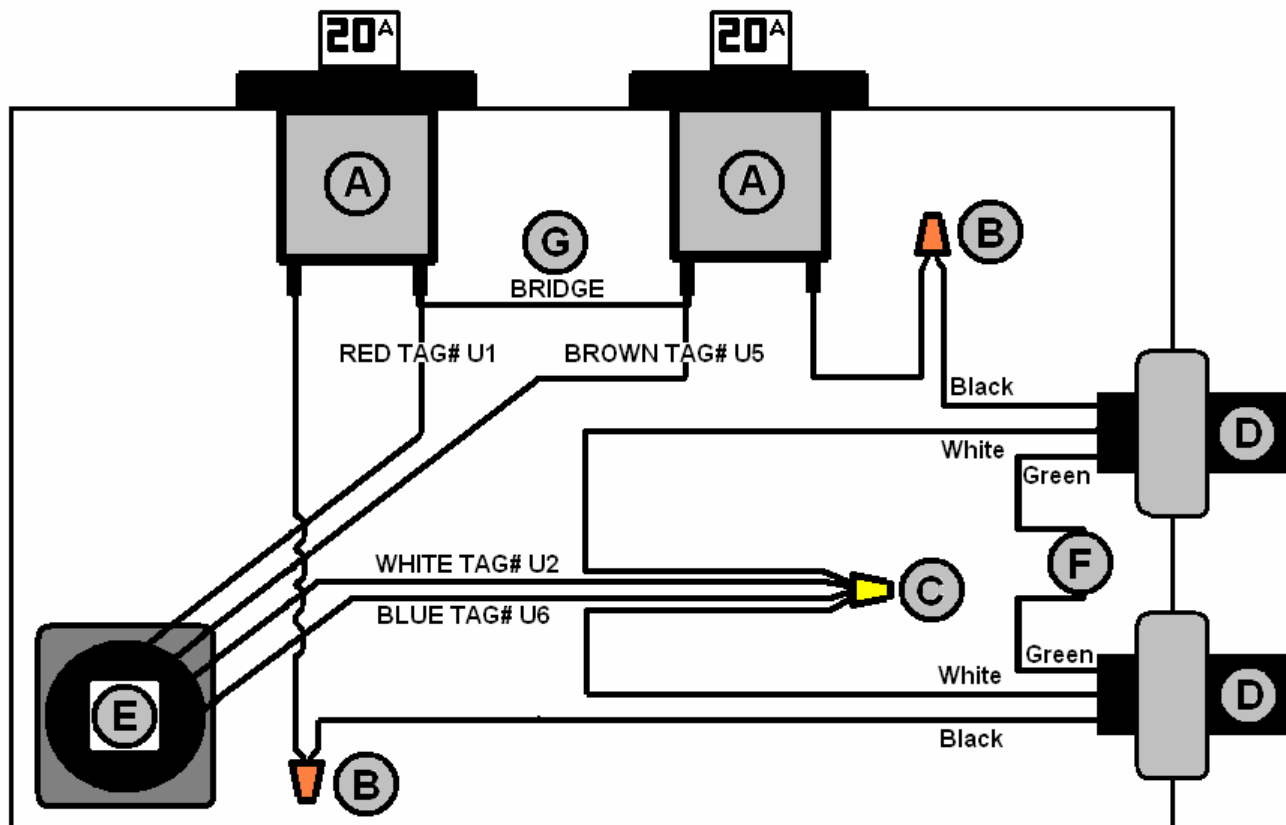 20A
20A
A
A
B
G
BRIDGE
RED TAG# U1
BROWN TAG# U5
Black
D
White
Green
WHITE TAG# U2
F
C
BLUE TAG# U6
Green
White
D
E
Black
B